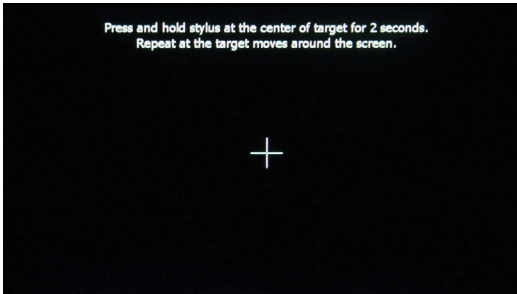 Press and hold stylus at the center of target for 2 seconds.
Repeat at the target moves around the screen.